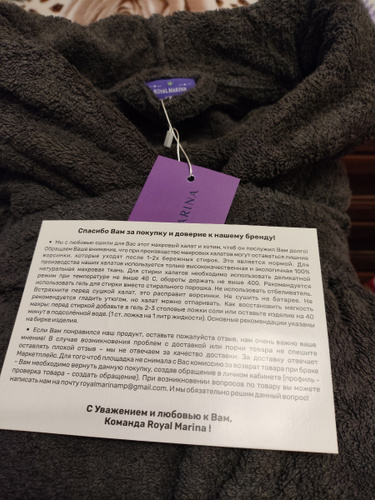 ROYAL MARINA
MARINA
Спасибо Вам за покупку и доверие к нашему бренду!
• Мы с любовью сшили для Вас этот махровый халат и хотим, чтоб он послужил Вам долго!
Обращаем Ваше внимание, что при производстве махровых халатов могут оставаться лишние
ворсинки, которые уходят после 1-2х бережных стирок. Это является нормой. Для
производства наших халатов используется только высококачественная и экологичная 100%
натуральная махровая ткань. Для стирки халатов необходимо использовать деликатной
режим при температуре не выше 40 С, обороты держать не выше 400. Рекомендуется
использовать гель для стирки вместо стирального порошка. Не использовать отбеливатель.
Встряхните перед сушкой халат, это расправит ворсинки. Не сушить на батарее. Не
рекомендуется гладить утюгом, но халат можно отпаривать. Как восстановить мягкость
махры: перед стиркой добавьте в гель 2-3 столовые ложки соли или оставьте изделие на 40
минут в подсоленной воде. (1 ст. ложка на 1 литр жидкости). Основные рекомендации указаны
на бирке изделия.
• Если Вам понравился наш продукт, оставьте пожалуйста отзыв, нам очень важно ваше
мнение! В случае возникновения проблем с доставкой или порчи товара не спешите
оставлять плохой отзыв - мы не отвечаем за качество доставки. За доставку отвечает
Маркетплейс. Для того чтоб площадка не снимала с Вас комиссию за возврат товара при браке
- Вам необходимо вернуть данную покупку, создав обращение в личном кабинете (профиль -
проверка товара - создать обращение). При возникновении вопросов по товару вы можете
написать нам на почту royalmarinamp@gmail.com. И мы обязательно решим данный вопрос!
С Уважением и любовью к Вам,
Команда Royal Marina !